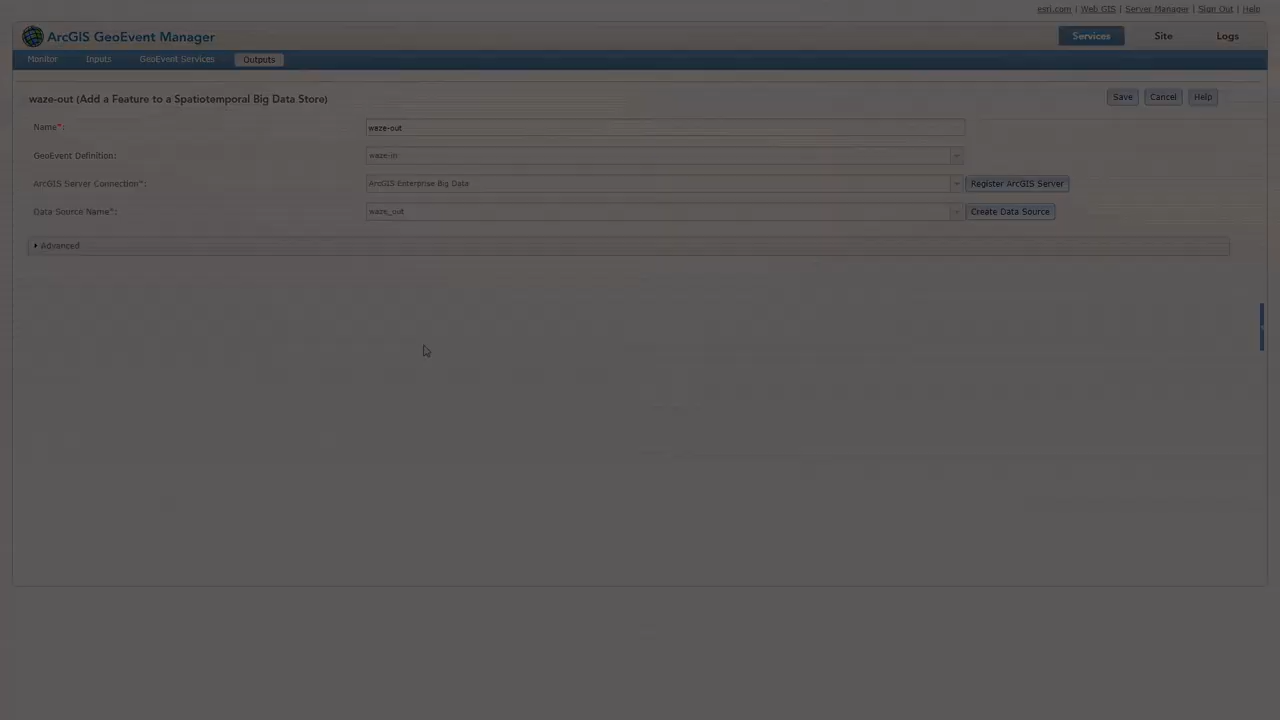 esri.com | Web GIS | Server Manager | Sign Out | Help
ArcGIS GeoEvent Manager
Services Site Logs
Monitor Inputs GeoEvent Services Outputs
waze-out (Add a Feature to a Spatiotemporal Big Data Store)
Save Cancel Help
Name*: waze-out
GeoEvent Definition: waze-in
ArcGIS Server Connection*: ArcGIS Enterprise Big Data Register ArcGIS Server
Data Source Name*: waze_out Create Data Source
Advanced